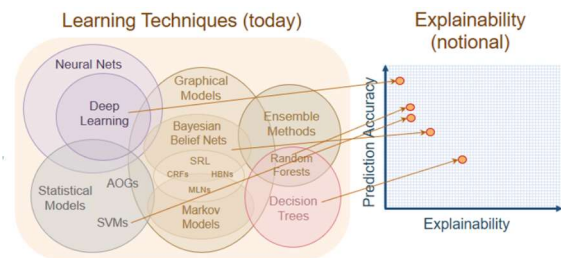 Learning Techniques (today)
Explainability
(notional)
Neural Nets
Graphical
Models
Deep
Learning
Ensemble
Methods
Bayesian
Belief Nets
SRL
Random
Forests
CRFs
HBNs
AOGs
MLNs
Statistical
Models
Decision
Trees
Markov
Models
SVMs
Prediction Accuracy
Explainability